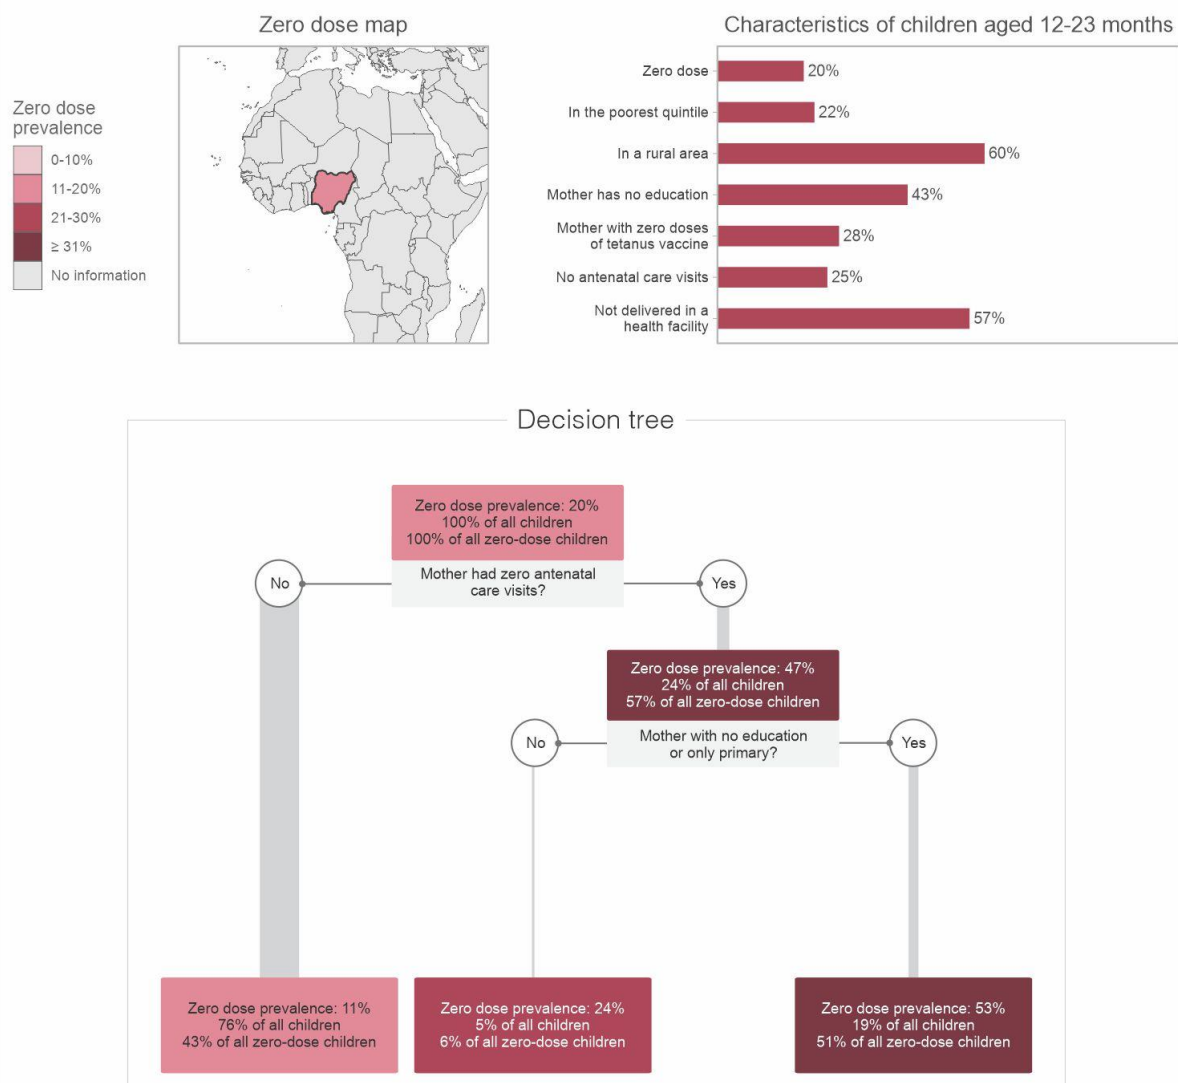 Zero dose map
Zero dose
prevalence
0-10%
11-20%
21-30%
≥ 31%
No information
Characteristics of children aged 12-23 months
Zero dose
20%
In the poorest quintile
22%
In a rural area
60%
Mother has no education
43%
Mother with zero doses
of tetanus vaccine
28%
No antenatal care visits
25%
Not delivered in a
health facility
57%
Decision tree
Zero dose prevalence: 20%
100% of all children
100% of all zero-dose children
Mother had zero antenatal
care visits?
No
Yes
Zero dose prevalence: 47%
24% of all children
57% of all zero-dose children
Mother with no education
or only primary?
No
Yes
Zero dose prevalence: 11%
76% of all children
43% of all zero-dose children
Zero dose prevalence: 24%
5% of all children
6% of all zero-dose children
Zero dose prevalence: 53%
19% of all children
51% of all zero-dose children